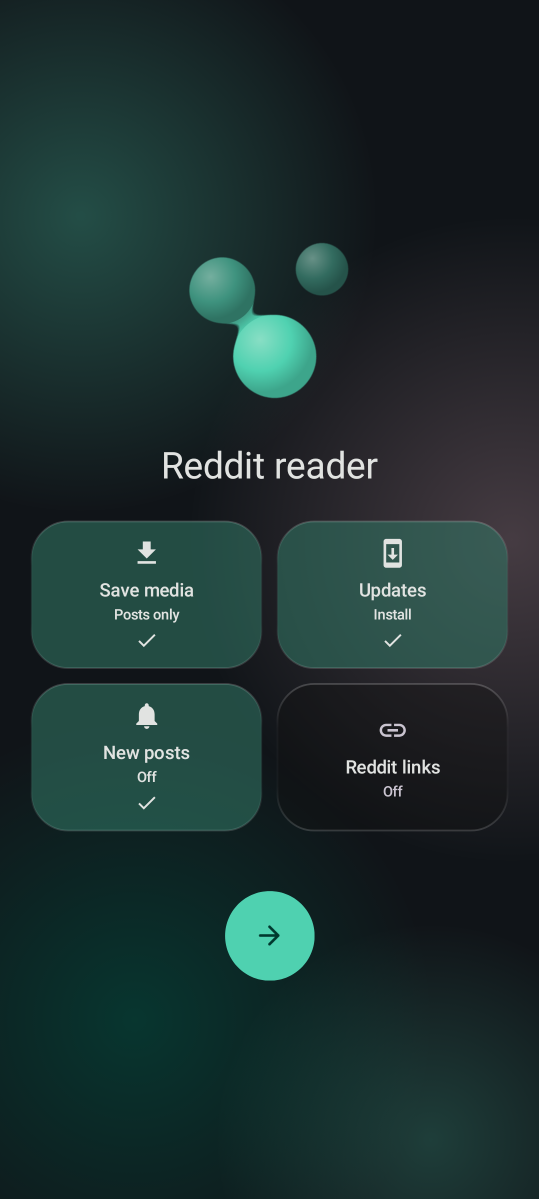 Reddit reader
Save media
Posts only
Updates
Install
New posts
Off
Reddit links
Off